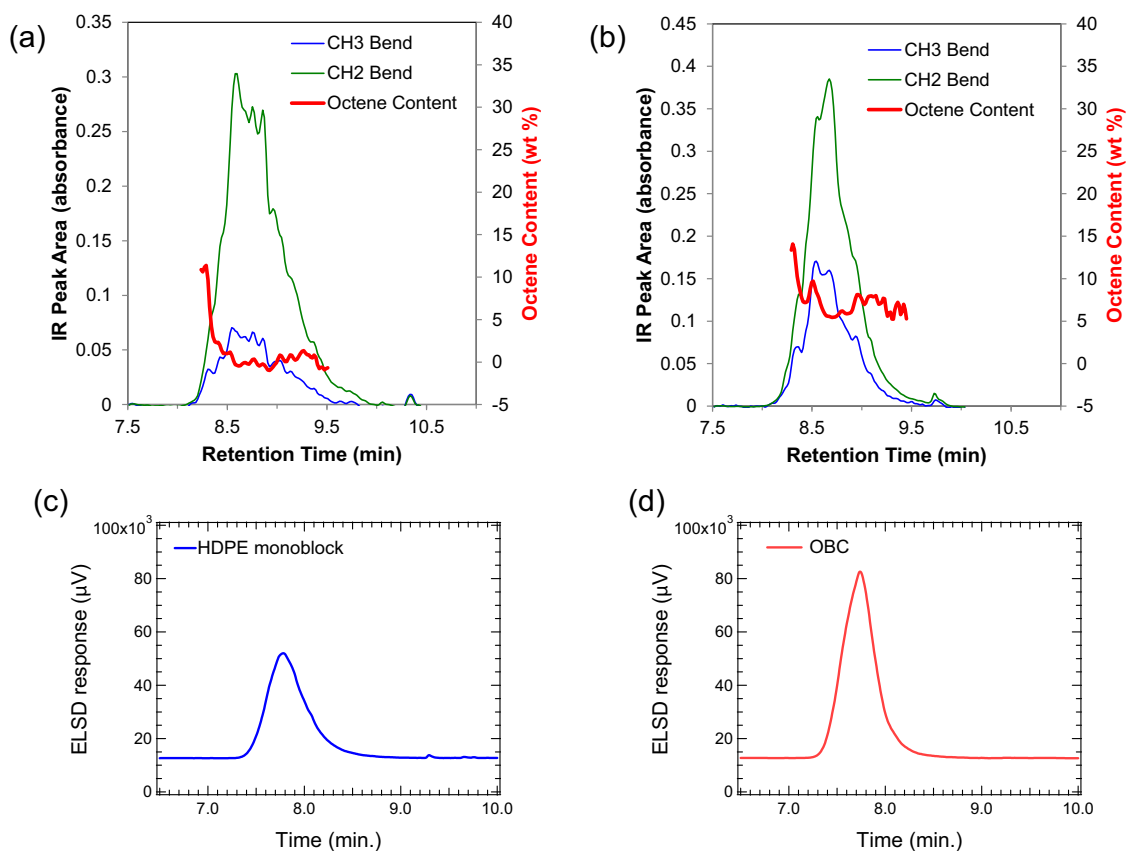 (a)
IR Peak Area (absorbance)
0.35
0.3
0.25
0.2
0.15
0.1
0.05
0
CH3 Bend
CH2 Bend
Octene Content
40
35
30
25
20
15
10
5
0
-5
Octene Content (wt %)
7.5 8.5 9.5 10.5
Retention Time (min)
(b)
IR Peak Area (absorbance)
0.45
0.4
0.35
0.3
0.25
0.2
0.15
0.1
0.05
0
CH3 Bend
CH2 Bend
Octene Content
40
35
30
25
20
15
10
5
0
-5
Octene Content (wt %)
7.5 8.5 9.5 10.5
Retention Time (min)
(c)
ELSD response (µV)
100x10³
80
60
40
20
0
HDPE monoblock
7.0 8.0 9.0 10.0
Time (min.)
(d)
ELSD response (µV)
100x10³
80
60
40
20
0
OBC
7.0 8.0 9.0 10.0
Time (min.)